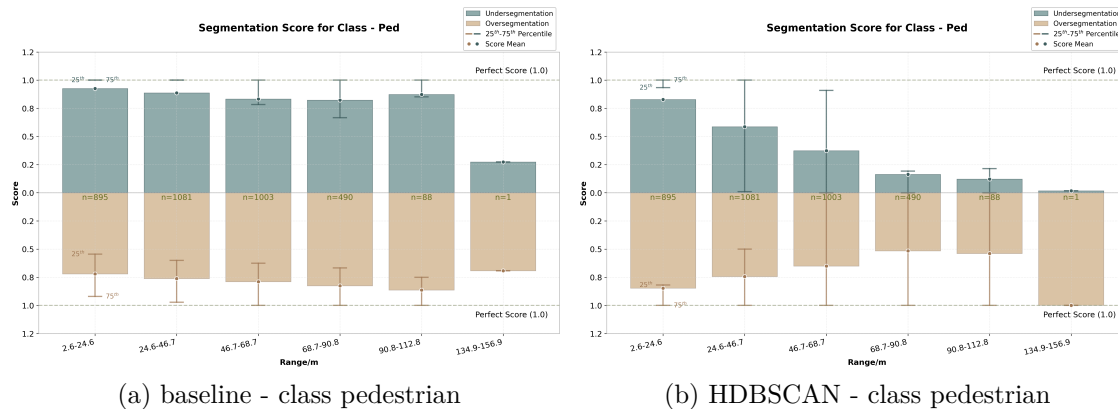 Segmentation Score for Class - Ped
Undersegmentation
Oversegmentation
25th-75th Percentile
Score Mean
Perfect Score (1.0)
25th
75th
1.2
1.0
0.8
0.5
0.2
0.0
0.2
0.5
0.8
1.0
1.2
Score
n=895
n=1081
n=1003
n=490
n=88
n=1
25th
75th
Perfect Score (1.0)
2.6-24.6
24.6-46.7
46.7-68.7
68.7-90.8
90.8-112.8
134.9-156.9
Range/m
(a) baseline - class pedestrian
Segmentation Score for Class - Ped
Undersegmentation
Oversegmentation
25th-75th Percentile
Score Mean
Perfect Score (1.0)
75th
25th
1.2
1.0
0.8
0.5
0.2
0.0
0.2
0.5
0.8
1.0
1.2
Score
n=895
n=1081
n=1003
n=490
n=88
n=1
25th
75th
Perfect Score (1.0)
2.6-24.6
24.6-46.7
46.7-68.7
68.7-90.8
90.8-112.8
134.9-156.9
Range/m
(b) HDBSCAN - class pedestrian